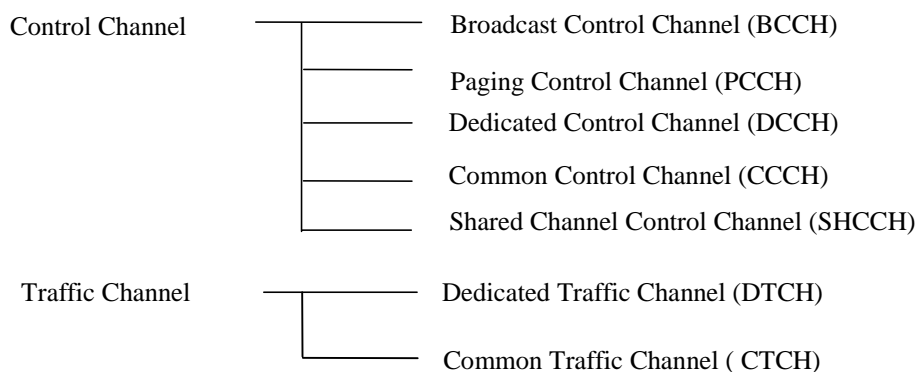 Control Channel
Broadcast Control Channel (BCCH)
Paging Control Channel (PCCH)
Dedicated Control Channel (DCCH)
Common Control Channel (CCCH)
Shared Channel Control Channel (SHCCH)
Traffic Channel
Dedicated Traffic Channel (DTCH)
Common Traffic Channel ( CTCH)